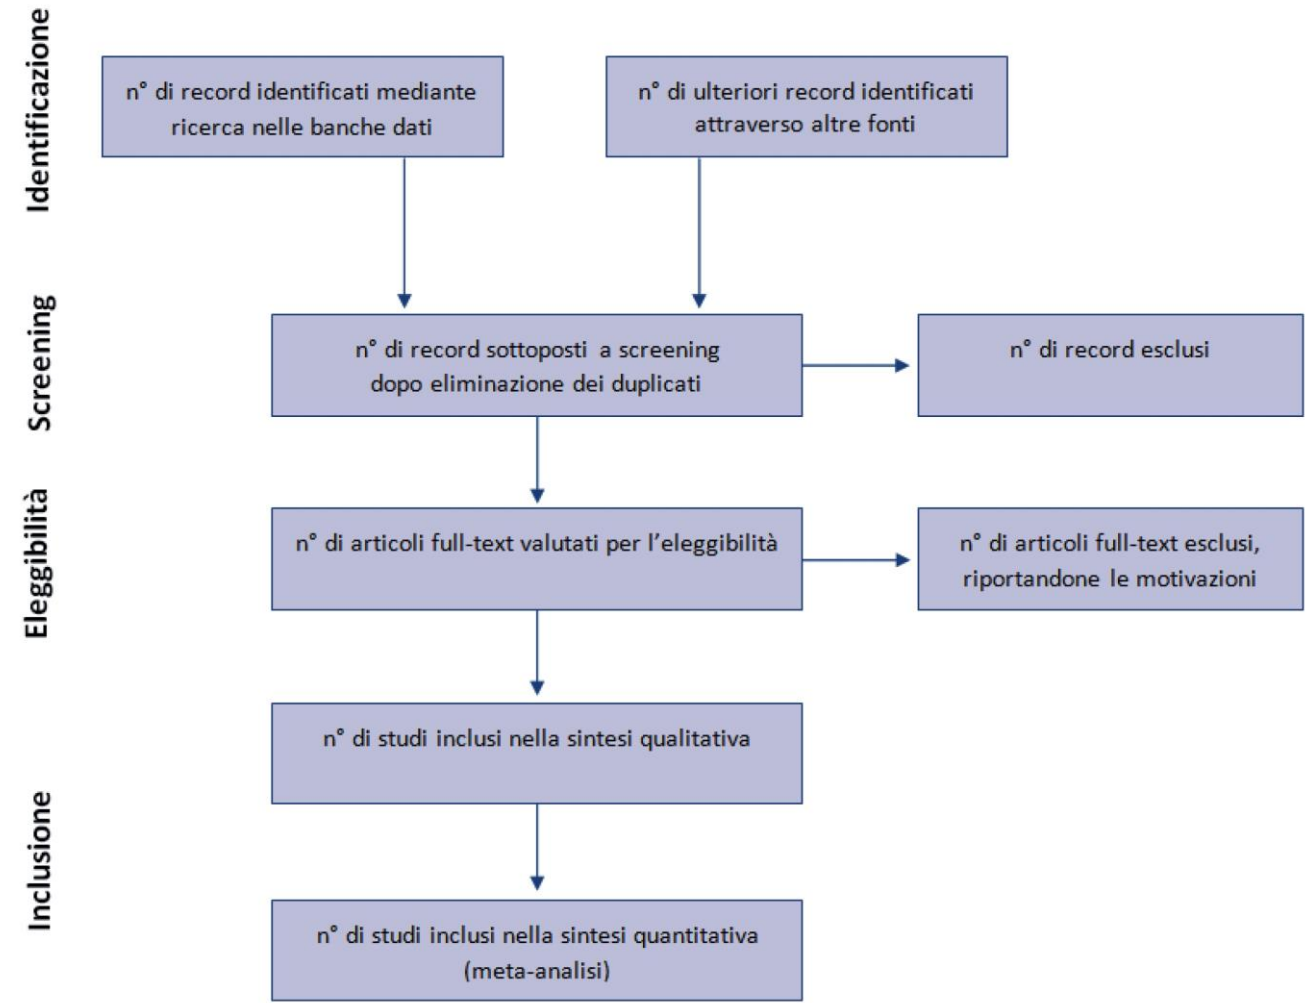 Identificazione
n° di record identificati mediante
ricerca nelle banche dati
n° di ulteriori record identificati
attraverso altre fonti
Screening
n° di record sottoposti a screening
dopo eliminazione dei duplicati
n° di record esclusi
Eleggibilità
n° di articoli full-text valutati per l'eleggibilità
n° di articoli full-text esclusi,
riportandone le motivazioni
Inclusione
n° di studi inclusi nella sintesi qualitativa
n° di studi inclusi nella sintesi quantitativa
(meta-analisi)